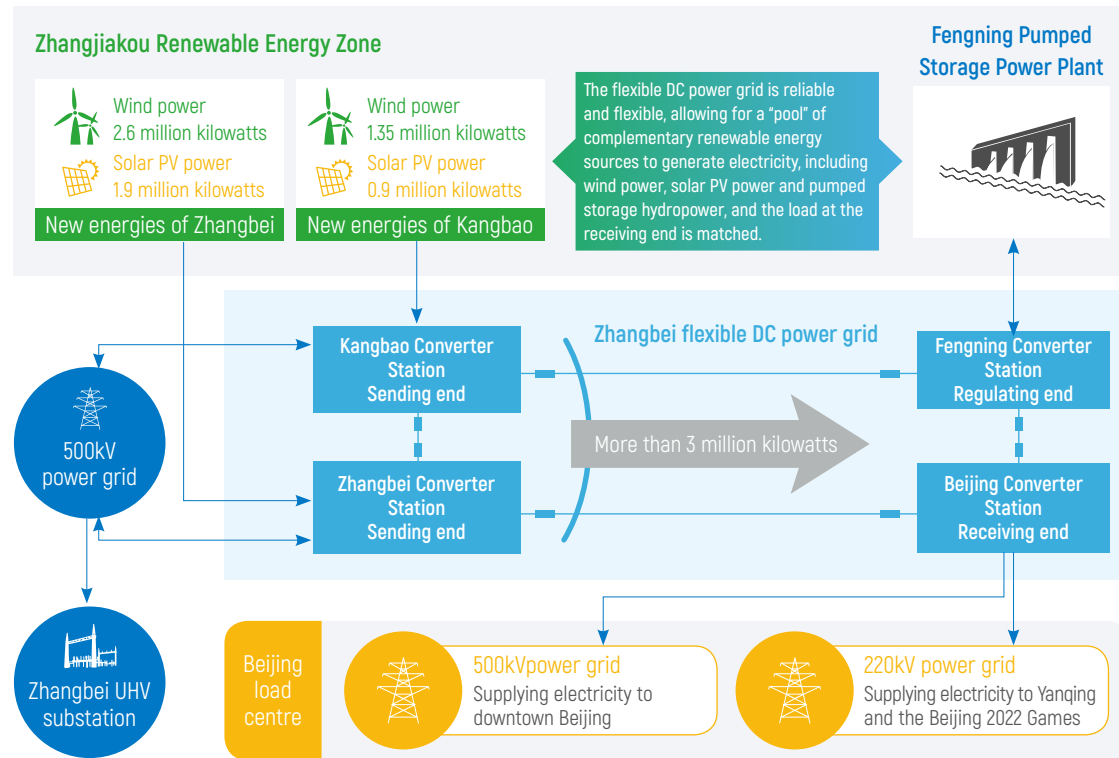 Zhangjiakou Renewable Energy Zone
Wind power
2.6 million kilowatts
Solar PV power
1.9 million kilowatts
New energies of Zhangbei
Wind power
1.35 million kilowatts
Solar PV power
0.9 million kilowatts
New energies of Kangbao
The flexible DC power grid is reliable
and flexible, allowing for a “pool” of
complementary renewable energy
sources to generate electricity, including
wind power, solar PV power and pumped
storage hydropower, and the load at the
receiving end is matched.
Fengning Pumped
Storage Power Plant
500kV
power grid
Zhangbei UHV
substation
Kangbao Converter
Station
Sending end
Zhangbei flexible DC power grid
Fengning Converter
Station
Regulating end
More than 3 million kilowatts
Zhangbei Converter
Station
Sending end
Beijing Converter
Station
Receiving end
Beijing
load
centre
500kVpower grid
Supplying electricity to
downtown Beijing
220kV power grid
Supplying electricity to Yanqing
and the Beijing 2022 Games